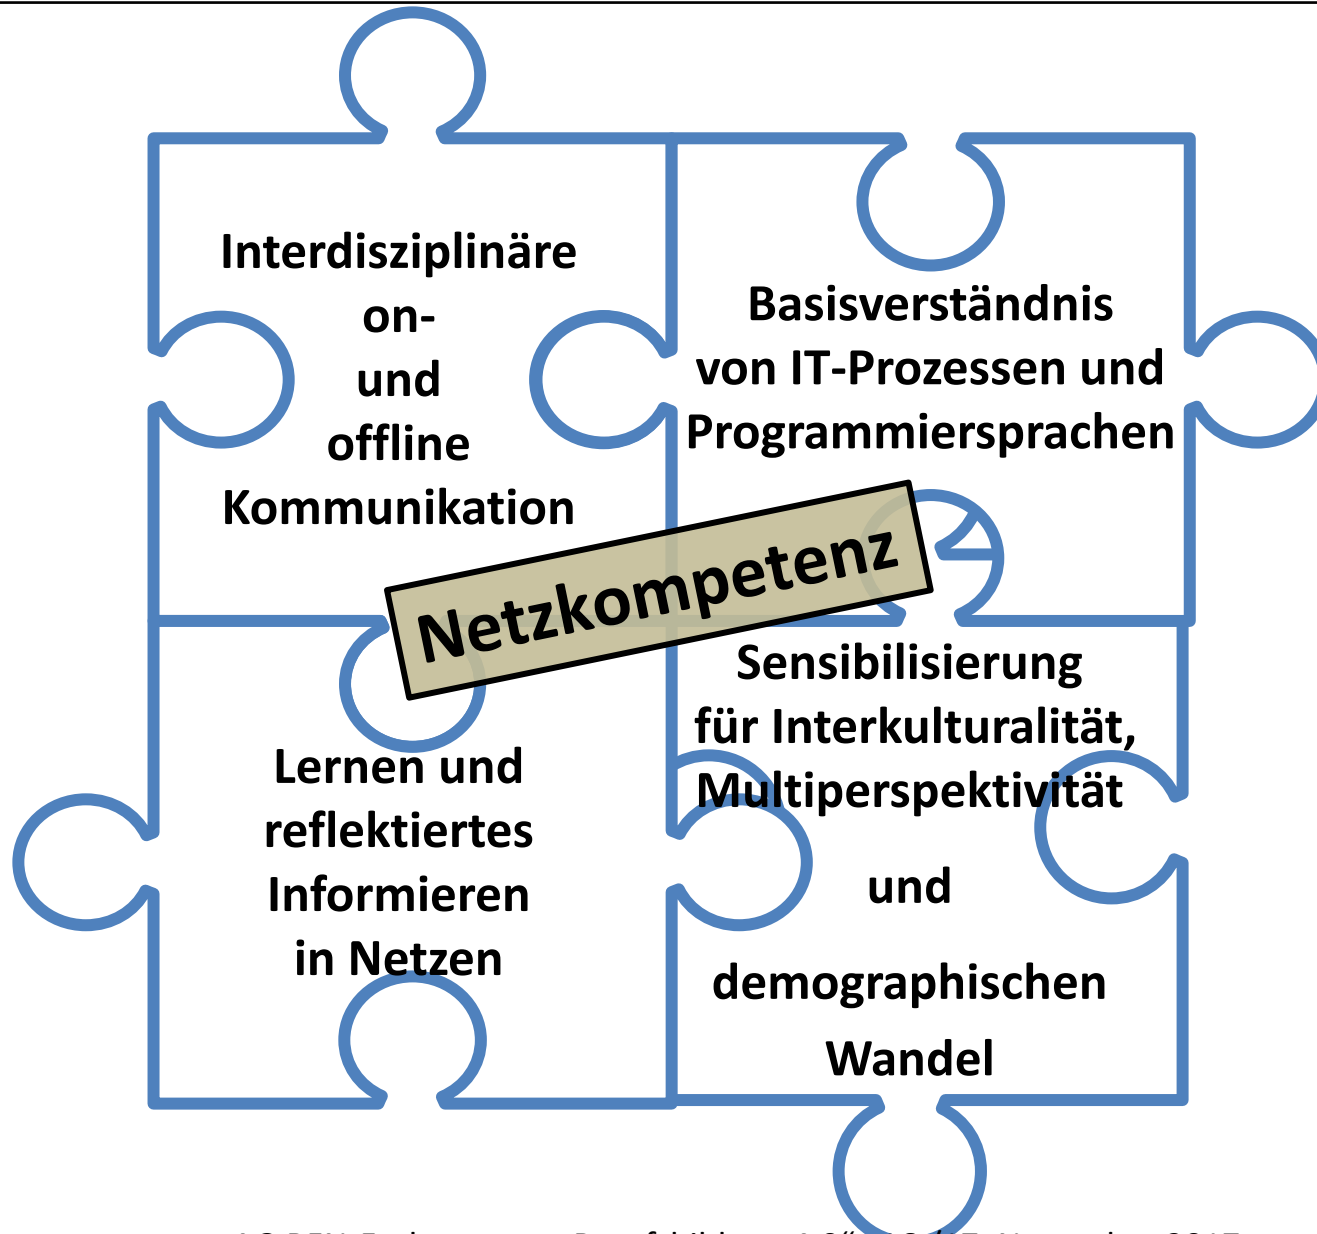 Interdisziplinäre
on-
und
offline
Kommunikation
Basisverständnis
von IT-Prozessen und
Programmiersprachen
Netzkompetenz
Lernen und
reflektiertes
Informieren
in Netzen
Sensibilisierung
für Interkulturalität,
Multiperspektivität
und
demographischen
Wandel